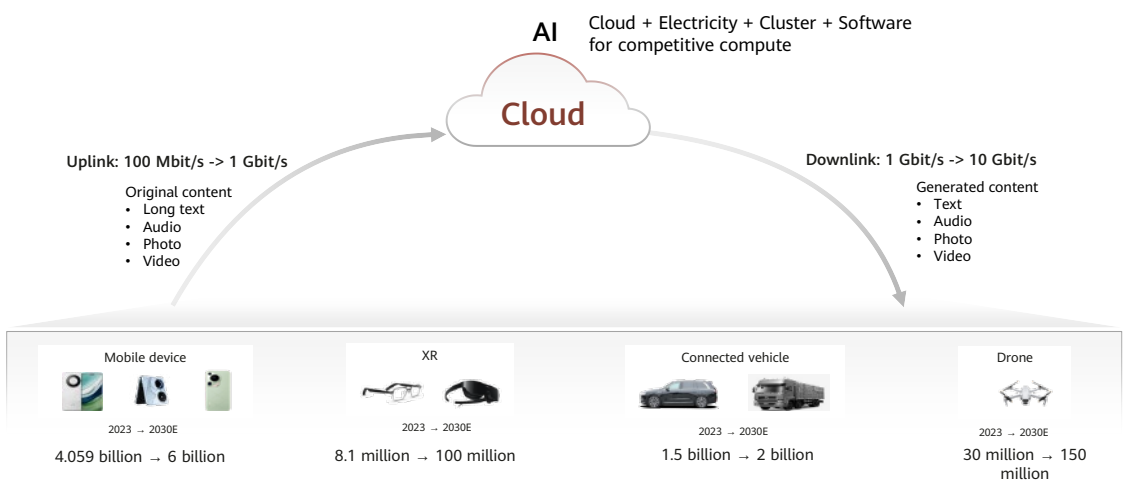 AI
Cloud + Electricity + Cluster + Software
for competitive compute
Cloud
Uplink: 100 Mbit/s -> 1 Gbit/s
Original content
• Long text
• Audio
• Photo
• Video
Downlink: 1 Gbit/s -> 10 Gbit/s
Generated content
• Text
• Audio
• Photo
• Video
Mobile device
2023 → 2030E
4.059 billion → 6 billion
XR
2023 → 2030E
8.1 million → 100 million
Connected vehicle
2023 → 2030E
1.5 billion → 2 billion
Drone
2023 → 2030E
30 million → 150
million